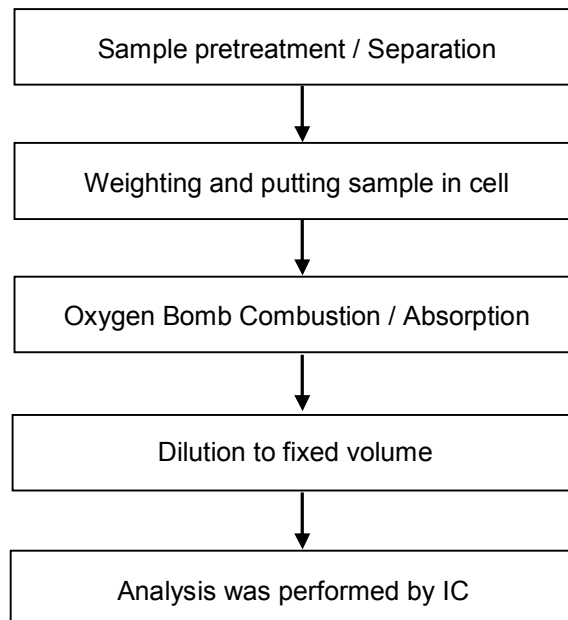 Sample pretreatment / Separation
Weighting and putting sample in cell
Oxygen Bomb Combustion / Absorption
Dilution to fixed volume
Analysis was performed by IC